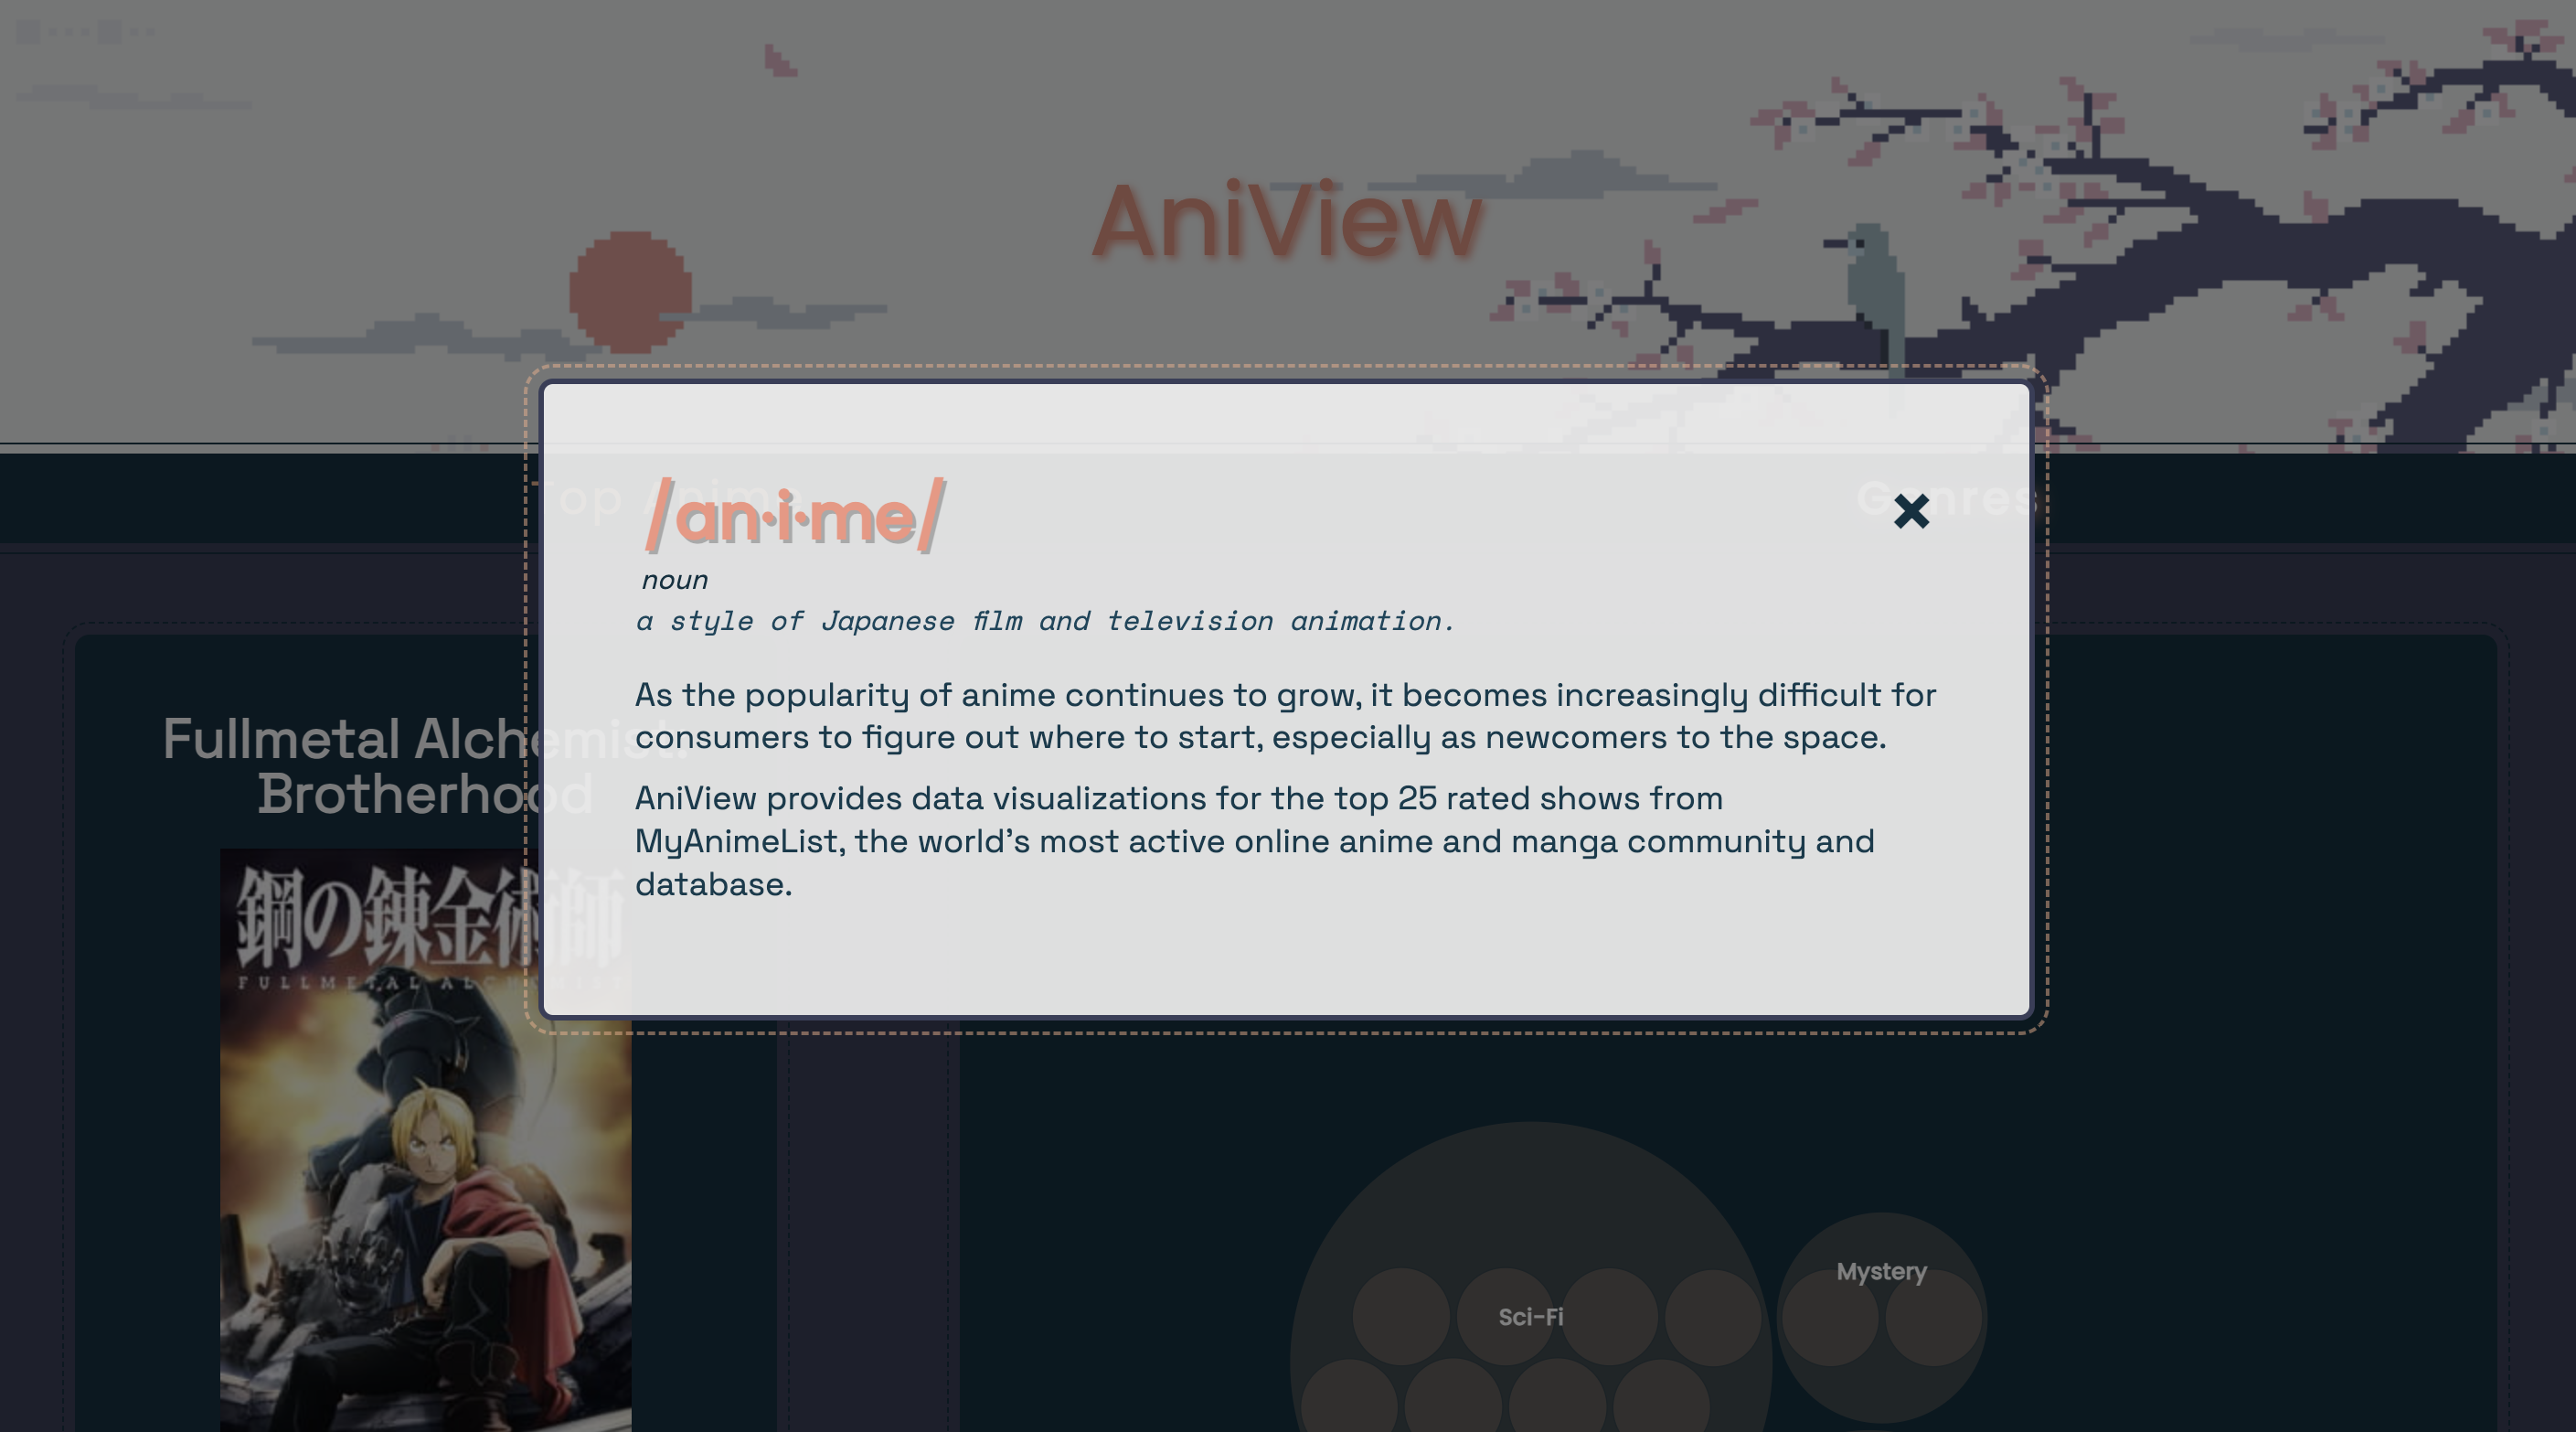 AniView
Top Anime
Genres
/an·i·me/
noun
a style of Japanese film and television animation.
As the popularity of anime continues to grow, it becomes increasingly difficult for
consumers to figure out where to start, especially as newcomers to the space.
AniView provides data visualizations for the top 25 rated shows from
MyAnimeList, the world's most active online anime and manga community and
database.
Fullmetal Alchemist:
Brotherhood
鋼の錬金術師
FULLMETAL ALCHEMIST
Sci-Fi
Mystery